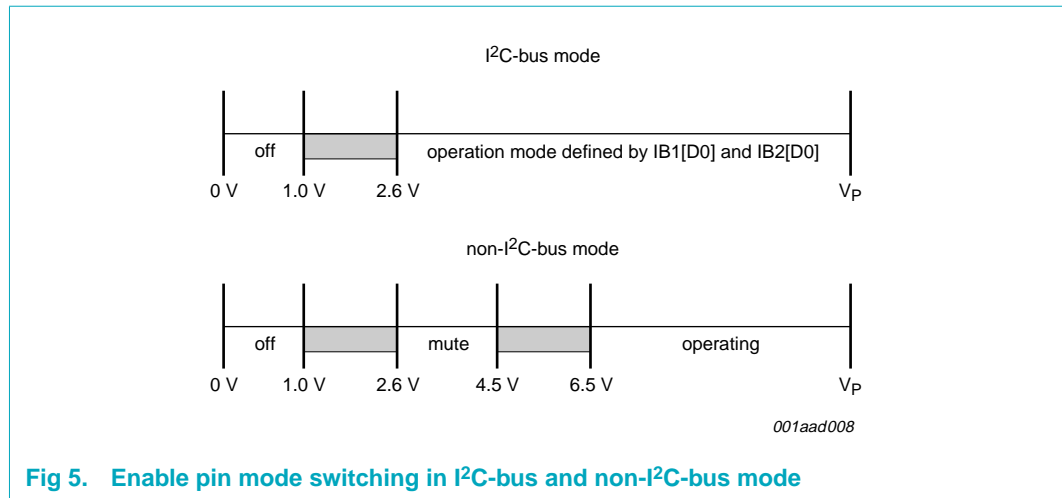 I²C-bus mode
off
operation mode defined by IB1[D0] and IB2[D0]
0 V 1.0 V 2.6 V VP
non-I²C-bus mode
off mute operating
0 V 1.0 V 2.6 V 4.5 V 6.5 V VP
001aad008
Fig 5. Enable pin mode switching in I²C-bus and non-I²C-bus mode